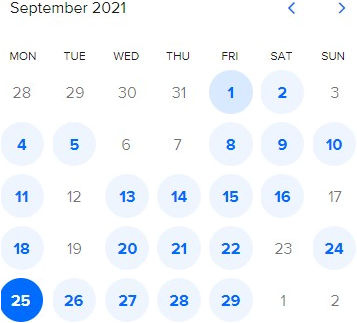 September 2021
MON TUE WED THU FRI SAT SUN
28 29 30 31 1 2 3
4 5 6 7 8 9 10
11 12 13 14 15 16 17
18 19 20 21 22 23 24
25 26 27 28 29 1 2